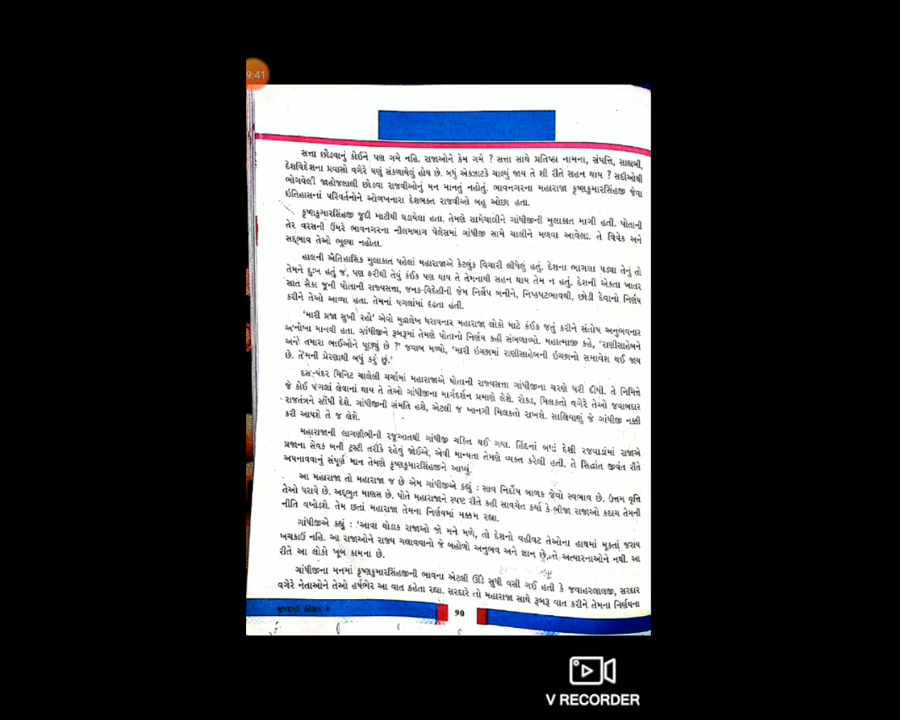 9:41
સત્તા છોડવાનું કોઈને પણ ગમે નહિ. રાજાઓને કેમ ગમે ? સત્તા સાથે પ્રતિષ્ઠા નામના, સંપત્તિ, સાહ્યબી,
દેશવિદેશના પ્રવાસો વગેરે ઘણું સંકળાયેલું હોય છે. બધું એકઝાટકે ચાલ્યું જાય તે શી રીતે સહન થાય ? સદીઓથી
ભોગવેલી જાહોજલાલી છોડવા રાજવીઓનું મન માનતું નહોતું. ભાવનગરના મહારાજા કૃષ્ણકુમારસિંહજી જેવા
ઇતિહાસનાં પરિવર્તનોને ઓળખનારા દેશભક્ત રાજવીઓ બહુ ઓછા હતા.
કૃષ્ણકુમારસિંહજી જુદી માટીથી ઘડાયેલા હતા. તેમણે સામેચાલીને ગાંધીજીની મુલાકાત માગી હતી. પોતાની
તેર વરસની ઉંમરે ભાવનગરના નીલમબાગ પેલેસમાં ગાંધીજી સામે ચાલીને મળવા આવેલા. તે વિવેક અને
સદ્ભાવ તેઓ ભૂલ્યા નહોતા.
હાલની ઐતિહાસિક મુલાકાત પહેલાં મહારાજાએ કેટલુંક વિચારી લીધેલું હતું. દેશના ભાગલા પડ્યા તેનું તો
તેમને દુઃખ હતું જ, પણ ફરીથી તેવું કંઈક પણ થાય તે તેમનાથી સહન થાય તેમ ન હતું. દેશની એકતા ખાતર
સાત સૈકા જૂની પોતાની રાજ્યસત્તા, જનક-વિદેહીની જેમ નિર્લેપ બનીને, નિષ્કપટભાવથી, છોડી દેવાનો નિર્ણય
કરીને તેઓ આવ્યા હતા. તેમનાં પગલાંમાં દૃઢતા હતી.
'મારી પ્રજા સુખી રહો' એવો મુદ્રાલેખ ધરાવનાર મહારાજા લોકો માટે કંઈક જતું કરીને સંતોષ અનુભવનાર
અનોખા માનવી હતા. ગાંધીજીને રૂબરૂમાં તેમણે પોતાનો નિર્ણય કહી સંભળાવ્યો. મહાત્માજી કહે, 'રાણીસાહેબને
અને તમારા ભાઈઓને પૂછ્યું છે ?' જવાબ મળ્યો, 'મારી ઇચ્છામાં રાણીસાહેબની ઇચ્છાનો સમાવેશ થઈ જાય
છે. તેમની પ્રેરણાથી બધું કરું છું.'
દસ-પંદર મિનિટ ચાલેલી ચર્ચામાં મહારાજાએ પોતાની રાજ્યસત્તા ગાંધીજીના ચરણે ધરી દીધી. તે નિમિત્તે
જે કોઈ પગલાં લેવાનાં થાય તે તેઓ ગાંધીજીના માર્ગદર્શન પ્રમાણે લેશે. રોકડ, મિલકતો વગેરે તેઓ જવાબદાર
રાજતંત્રને સોંપી દેશે. ગાંધીજીની સંમતિ હશે, એટલી જ ખાનગી મિલકતો રાખશે. સાલિયાણું જે ગાંધીજી નક્કી
કરી આપશે તે જ લેશે.
મહારાજાની લાગણીભીની રજૂઆતથી ગાંધીજી ચકિત થઈ ગયા. હિંદનાં બધાં દેશી રજવાડાંમાં રાજાએ
પ્રજાના સેવક બની ટ્રસ્ટી તરીકે રહેવું જોઈએ, એવી માન્યતા તેમણે વ્યક્ત કરેલી હતી. તે સિદ્ધાંત જીવંત રીતે
અપનાવવાનું સંપૂર્ણ માન તેમણે કૃષ્ણકુમારસિંહજીને આપ્યું.
આ મહારાજા તો મહારાજા જ છે એમ ગાંધીજીએ કહ્યું : સાવ નિર્દોષ બાળક જેવો સ્વભાવ છે. ઉત્તમ વૃત્તિ
તેઓ ધરાવે છે. અદ્ભુત માણસ છે. પોતે મહારાજાને સ્પષ્ટ રીતે કહી સાવચેત કર્યા કે બીજા રાજાઓ કદાચ તેમની
નીતિ વખોડશે. તેમ છતાં મહારાજા તેમના નિર્ણયમાં મક્કમ રહ્યા.
ગાંધીજીએ કહ્યું : 'આવા થોડાક રાજાઓ જો મને મળે, તો દેશનો વહીવટ તેઓના હાથમાં મૂકતાં જરાય
ખચકાઉં નહિ. આ રાજાઓને રાજ્ય ચલાવવાનો જે બહોળો અનુભવ અને જ્ઞાન છે, તે અત્યારનાઓને નથી. આ
રીતે આ લોકો ખૂબ કામના છે.
ગાંધીજીના મનમાં કૃષ્ણકુમારસિંહજીની ભાવના એટલી ઊંડે સુધી વસી ગઈ હતી કે જવાહરલાલજી, સરદાર
વગેરે નેતાઓને તેઓ હર્ષભેર આ વાત કહેતા રહ્યા. સરદારે તો મહારાજા સાથે રૂબરૂ વાત કરીને તેમના નિર્ણયના
90
V RECORDER